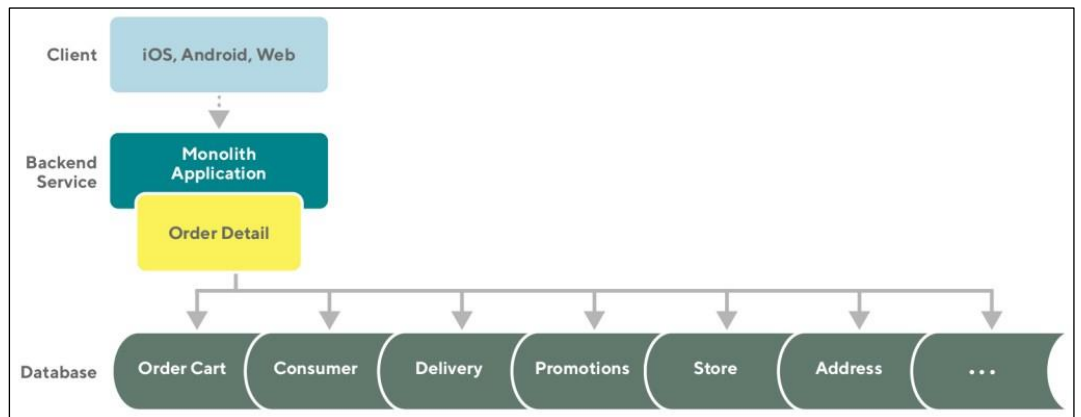 Client
iOS, Android, Web
Backend
Service
Monolith
Application
Order Detail
Database
Order Cart
Consumer
Delivery
Promotions
Store
Address
...